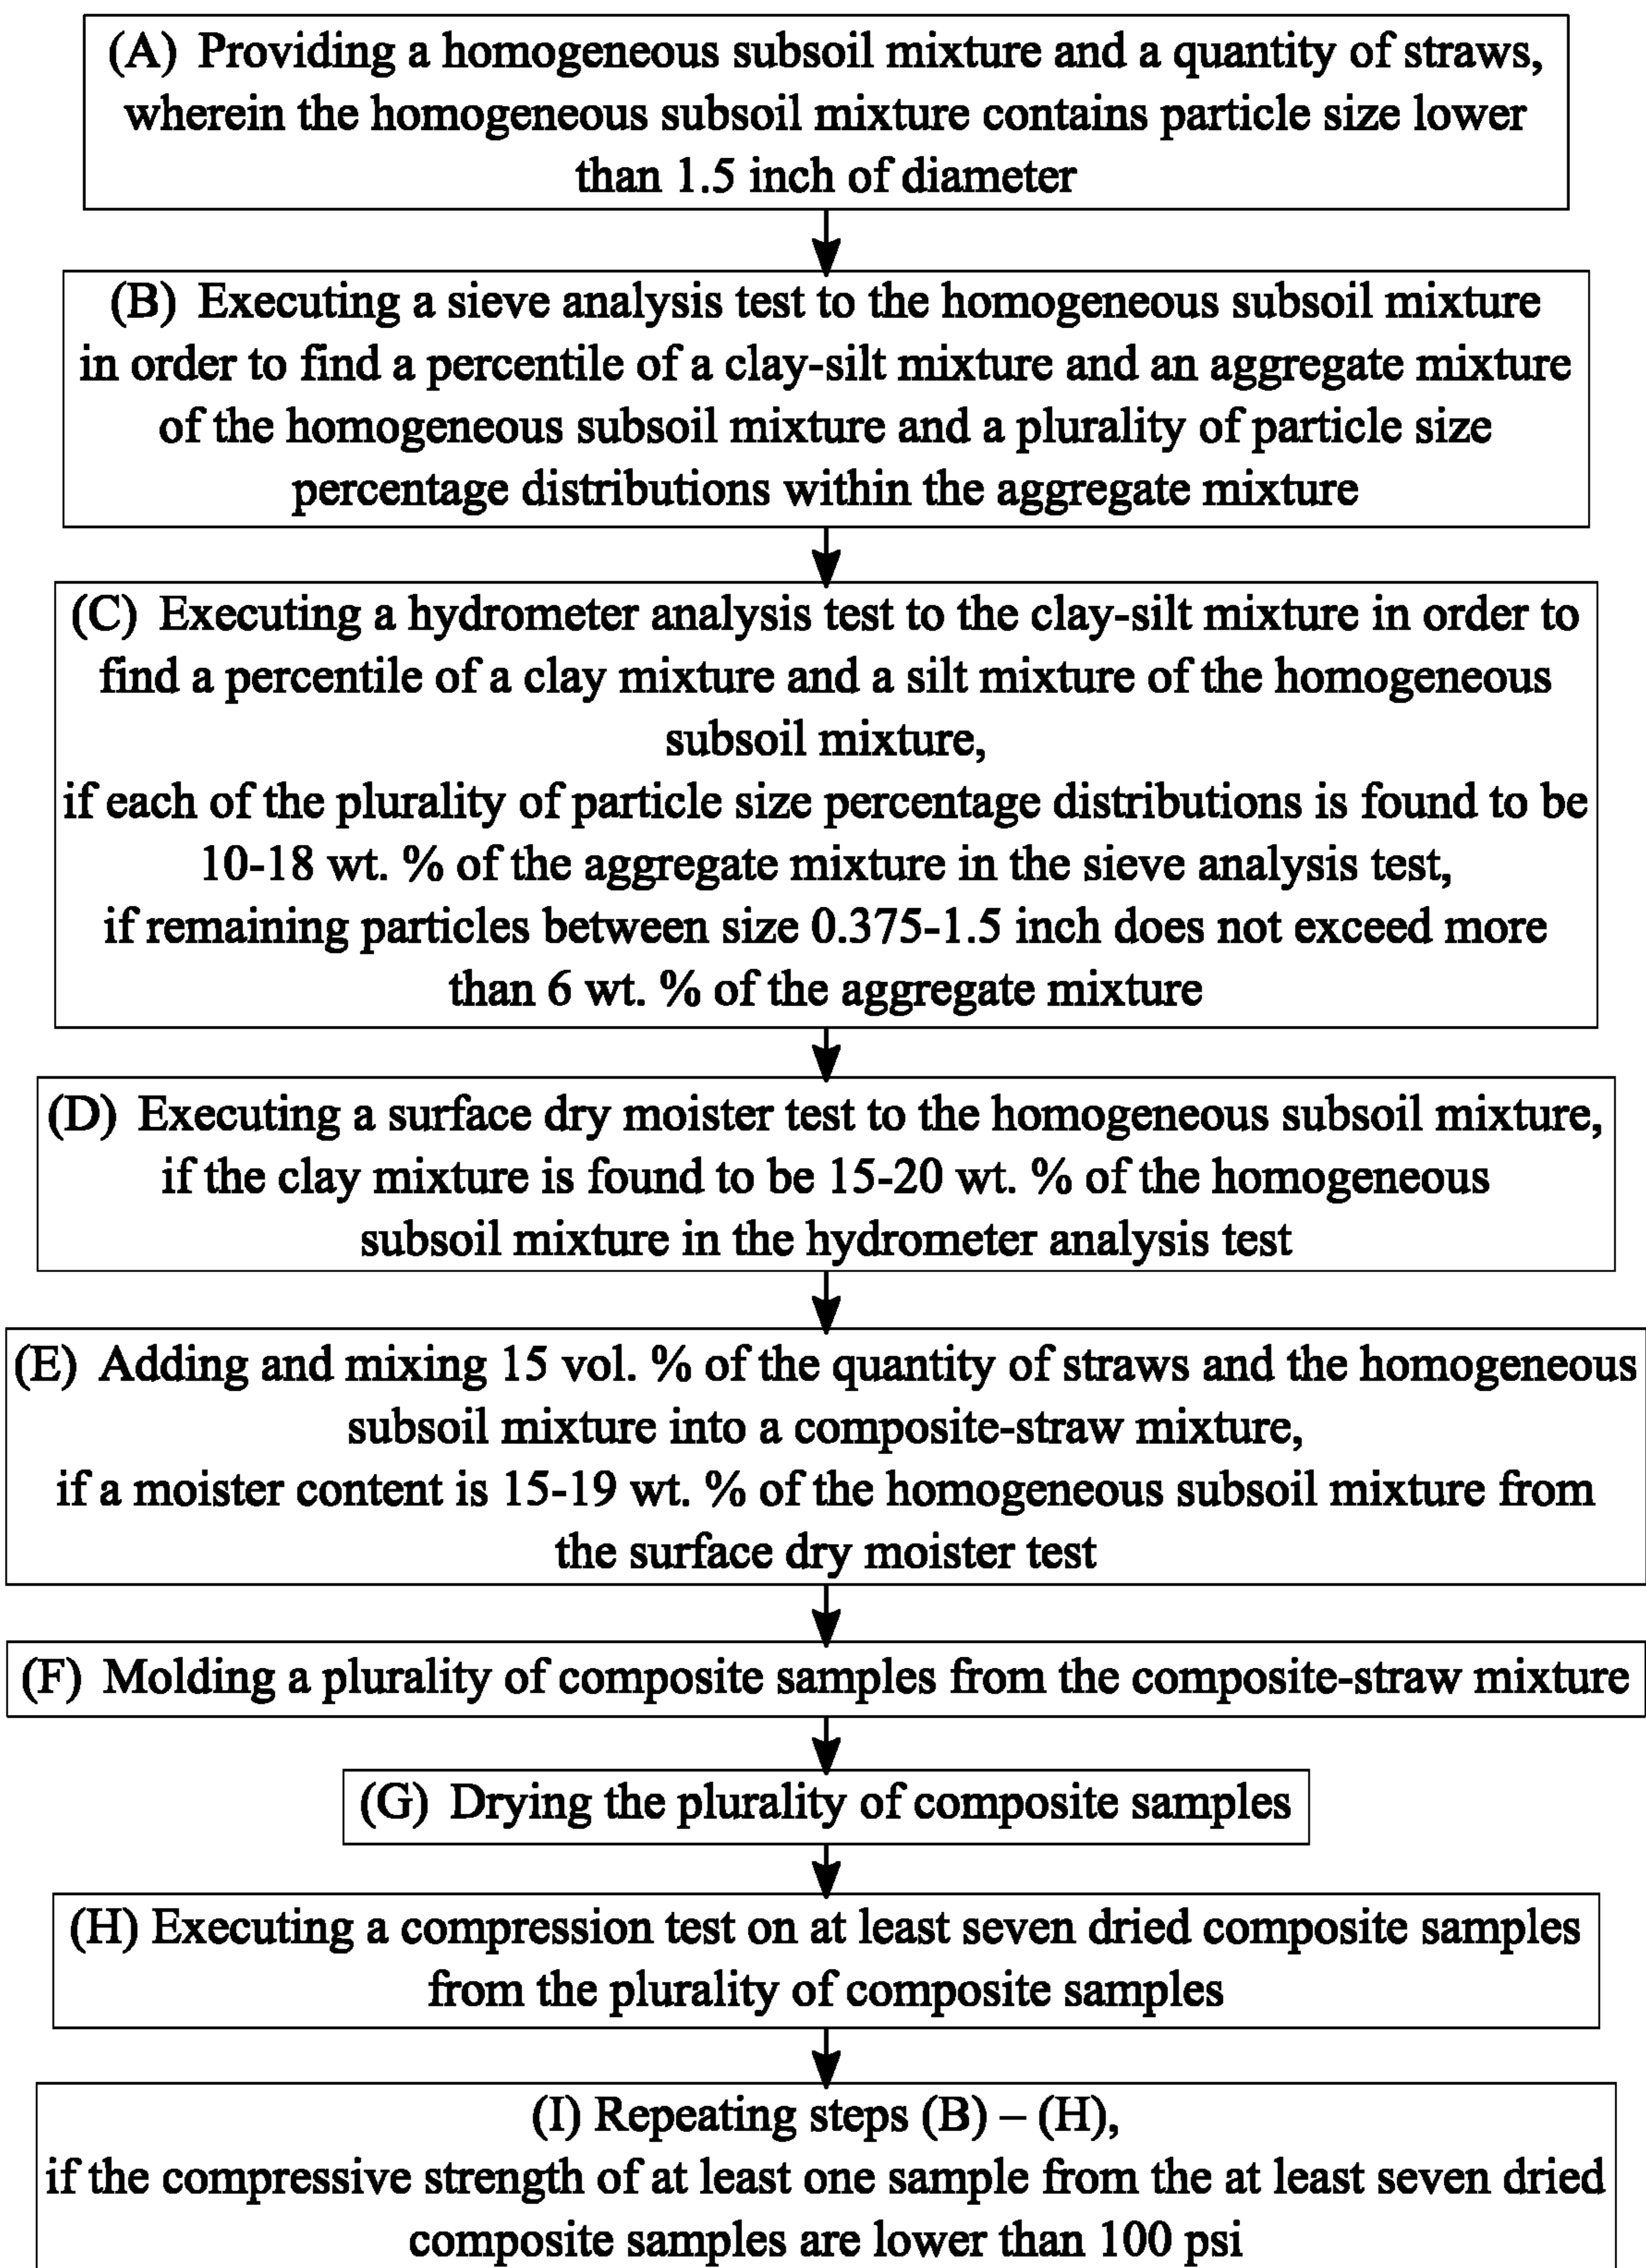 (A) Providing a homogeneous subsoil mixture and a quantity of straws,
wherein the homogeneous subsoil mixture contains particle size lower
than 1.5 inch of diameter
(B) Executing a sieve analysis test to the homogeneous subsoil mixture
in order to find a percentile of a clay-silt mixture and an aggregate mixture
of the homogeneous subsoil mixture and a plurality of particle size
percentage distributions within the aggregate mixture
(C) Executing a hydrometer analysis test to the clay-silt mixture in order to
find a percentile of a clay mixture and a silt mixture of the homogeneous
subsoil mixture,
if each of the plurality of particle size percentage distributions is found to be
10-18 wt. % of the aggregate mixture in the sieve analysis test,
if remaining particles between size 0.375-1.5 inch does not exceed more
than 6 wt. % of the aggregate mixture
(D) Executing a surface dry moister test to the homogeneous subsoil mixture,
if the clay mixture is found to be 15-20 wt. % of the homogeneous
subsoil mixture in the hydrometer analysis test
(E) Adding and mixing 15 vol. % of the quantity of straws and the homogeneous
subsoil mixture into a composite-straw mixture,
if a moister content is 15-19 wt. % of the homogeneous subsoil mixture from
the surface dry moister test
(F) Molding a plurality of composite samples from the composite-straw mixture
(G) Drying the plurality of composite samples
(H) Executing a compression test on at least seven dried composite samples
from the plurality of composite samples
(I) Repeating steps (B) – (H),
if the compressive strength of at least one sample from the at least seven dried
composite samples are lower than 100 psi